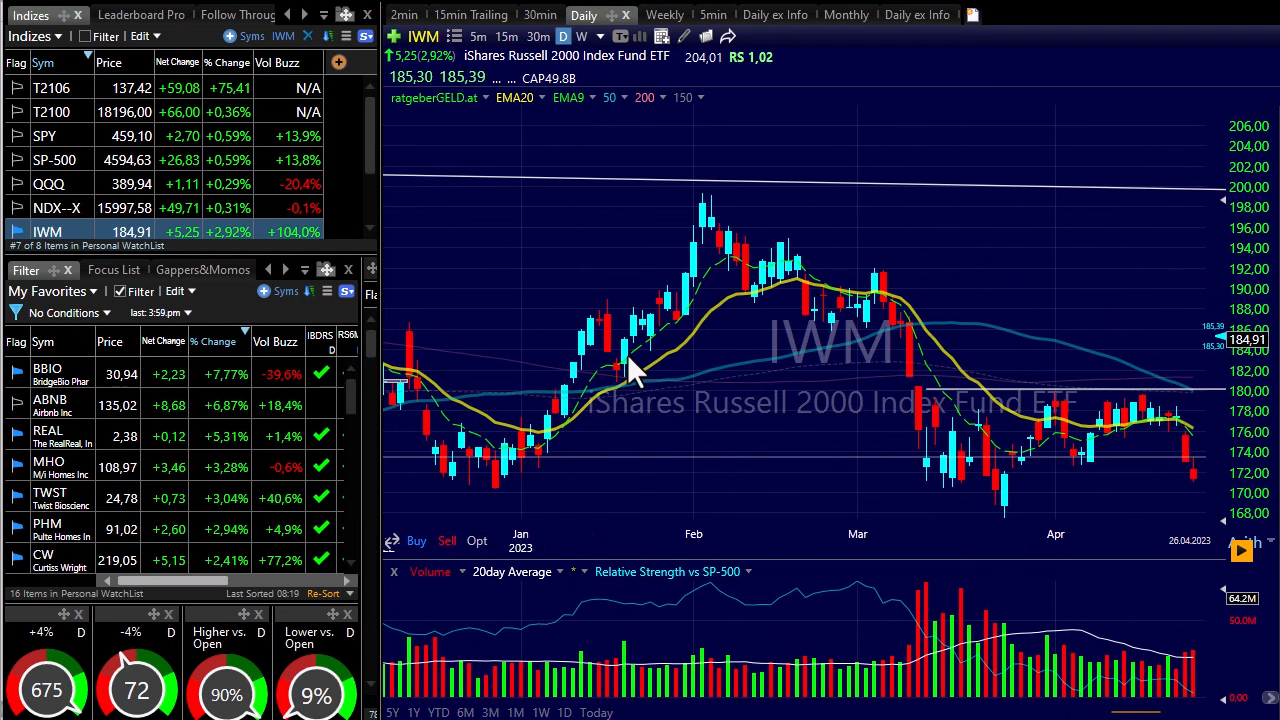 Indizes
Leaderboard Pro
Follow Throug
Indizes
Filter
Edit
Syms
IWM
Flag Sym Price Net Change % Change Vol Buzz
T2106 137,42 +59,08 +75,41 N/A
T2100 18196,00 +66,00 +0,36% N/A
SPY 459,10 +2,70 +0,59% +13,9%
SP-500 4594,63 +26,83 +0,59% +13,8%
QQQ 389,94 +1,11 +0,29% -20,4%
NDX--X 15997,58 +49,71 +0,31% -0,1%
IWM 184,91 +5,25 +2,92% +104,0%
#7 of 8 Items in Personal WatchList
Filter
Focus List
Gappers&Momos
My Favorites
Filter
Edit
Syms
No Conditions
last: 3:59pm
Flag Sym Price Net Change % Change Vol Buzz IBDRS D RS6M
BBIO 30,94 +2,23 +7,77% -39,6%
BridgeBio Phar
ABNB 135,02 +8,68 +6,87% +18,4%
Airbnb Inc
REAL 2,38 +0,12 +5,31% +1,4%
The RealReal, In
MHO 108,97 +3,46 +3,28% -0,6%
M/i Homes Inc
TWST 24,78 +0,73 +3,04% +40,6%
Twist Bioscienc
PHM 91,02 +2,60 +2,94% +4,9%
Pulte Homes In
CW 219,05 +5,15 +2,41% +77,2%
Curtiss Wright
16 Items in Personal WatchList
Last Sorted 08:19
Re-Sort
+4% D
675
-4% D
72
Higher vs. Open D
90%
Lower vs. Open D
9%
Fla
78
2min
15min Trailing
30min
Daily
Weekly
5min
Daily ex Info
Monthly
Daily ex Info
IWM
5m 15m 30m D W
5,25(2,92%) iShares Russell 2000 Index Fund ETF 204,01 RS 1,02
185,30 185,39 ... ... CAP49.8B
ratgeberGELD.at EMA20 EMA9 50 200 150
206,00
204,00
202,00
200,00
198,00
196,00
194,00
192,00
190,00
188,00
186,00
185,39
184,91
185,30
184,00
182,00
180,00
178,00
176,00
174,00
172,00
170,00
168,00
IWM
iShares Russell 2000 Index Fund ETF
Jan
2023
Feb
Mar
Apr
26.04.2023
Buy
Sell
Opt
X
Volume
20day Average
*
Relative Strength vs SP-500
64.2M
50.0M
0.00
5Y 1Y YTD 6M 3M 1M 1W 1D Today